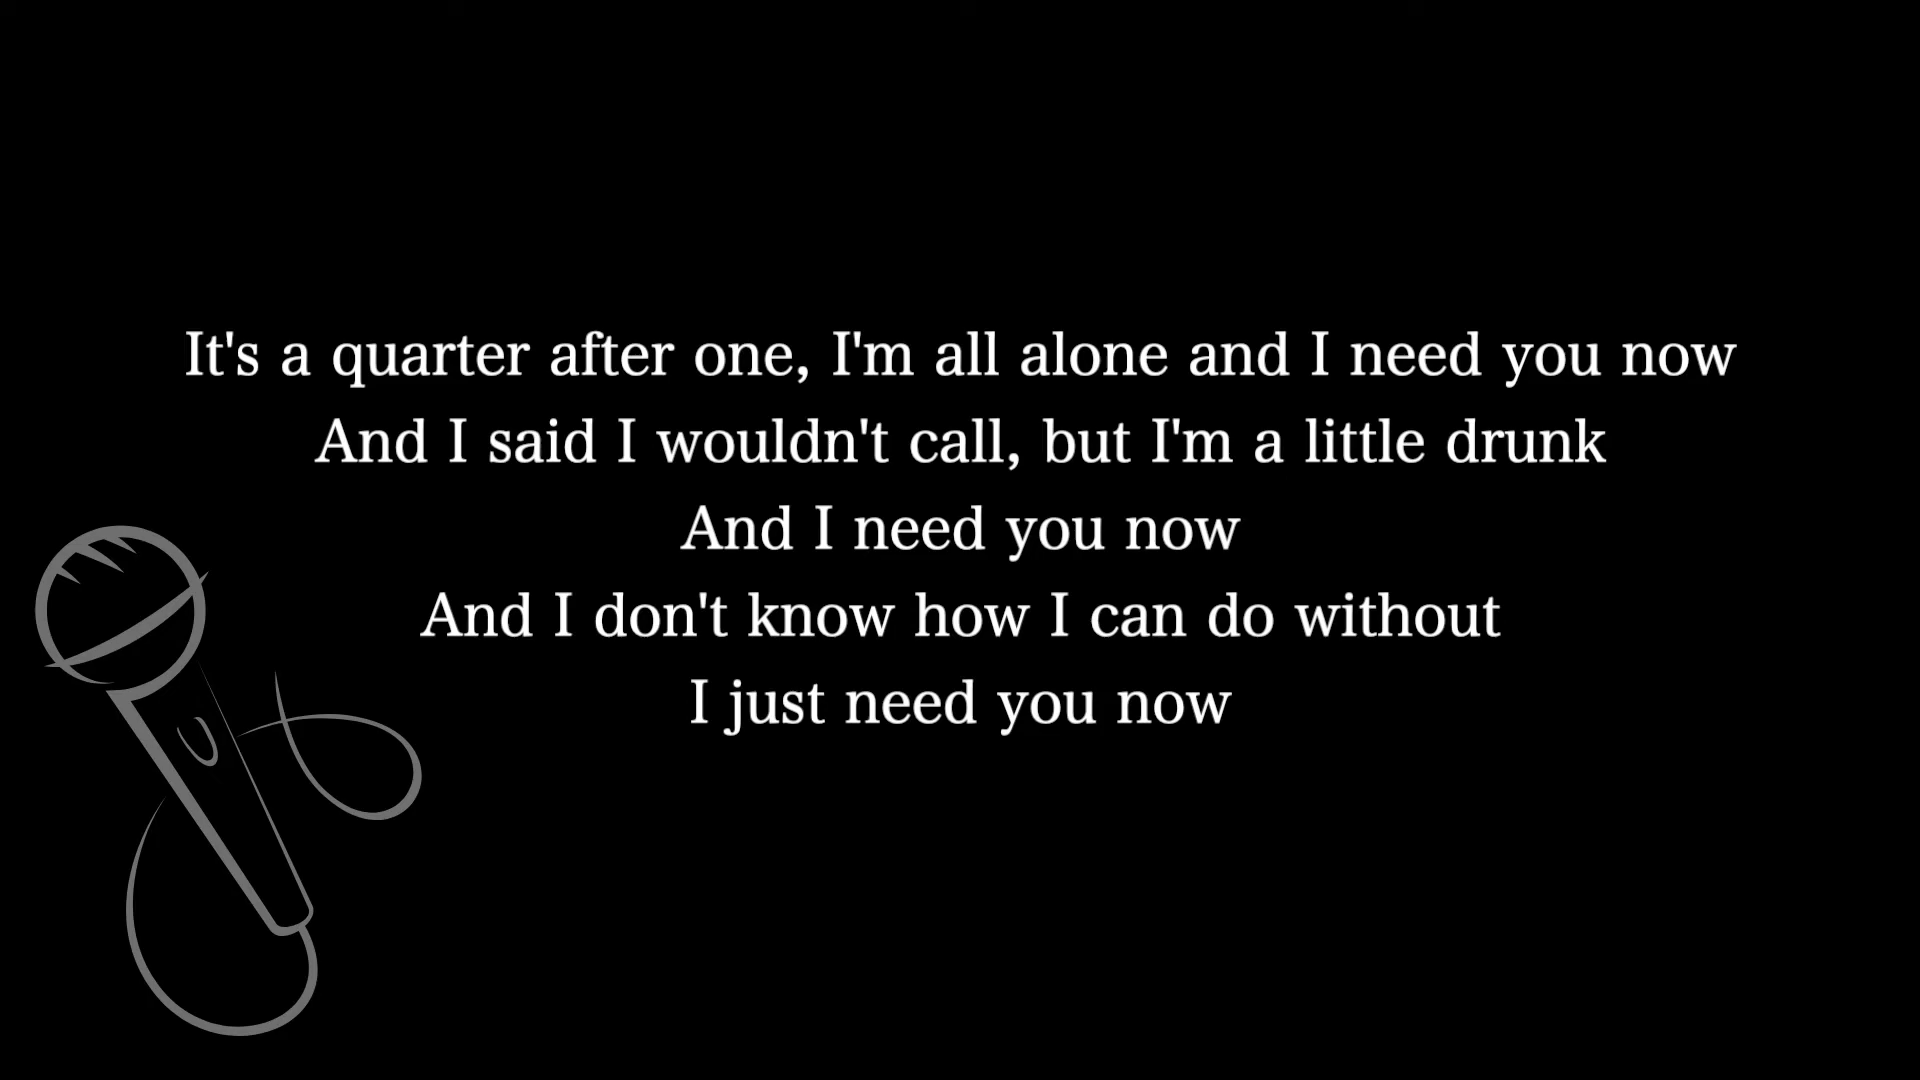 It's a quarter after one, I'm all alone and I need you now
And I said I wouldn't call, but I'm a little drunk
And I need you now
And I don't know how I can do without
I just need you now